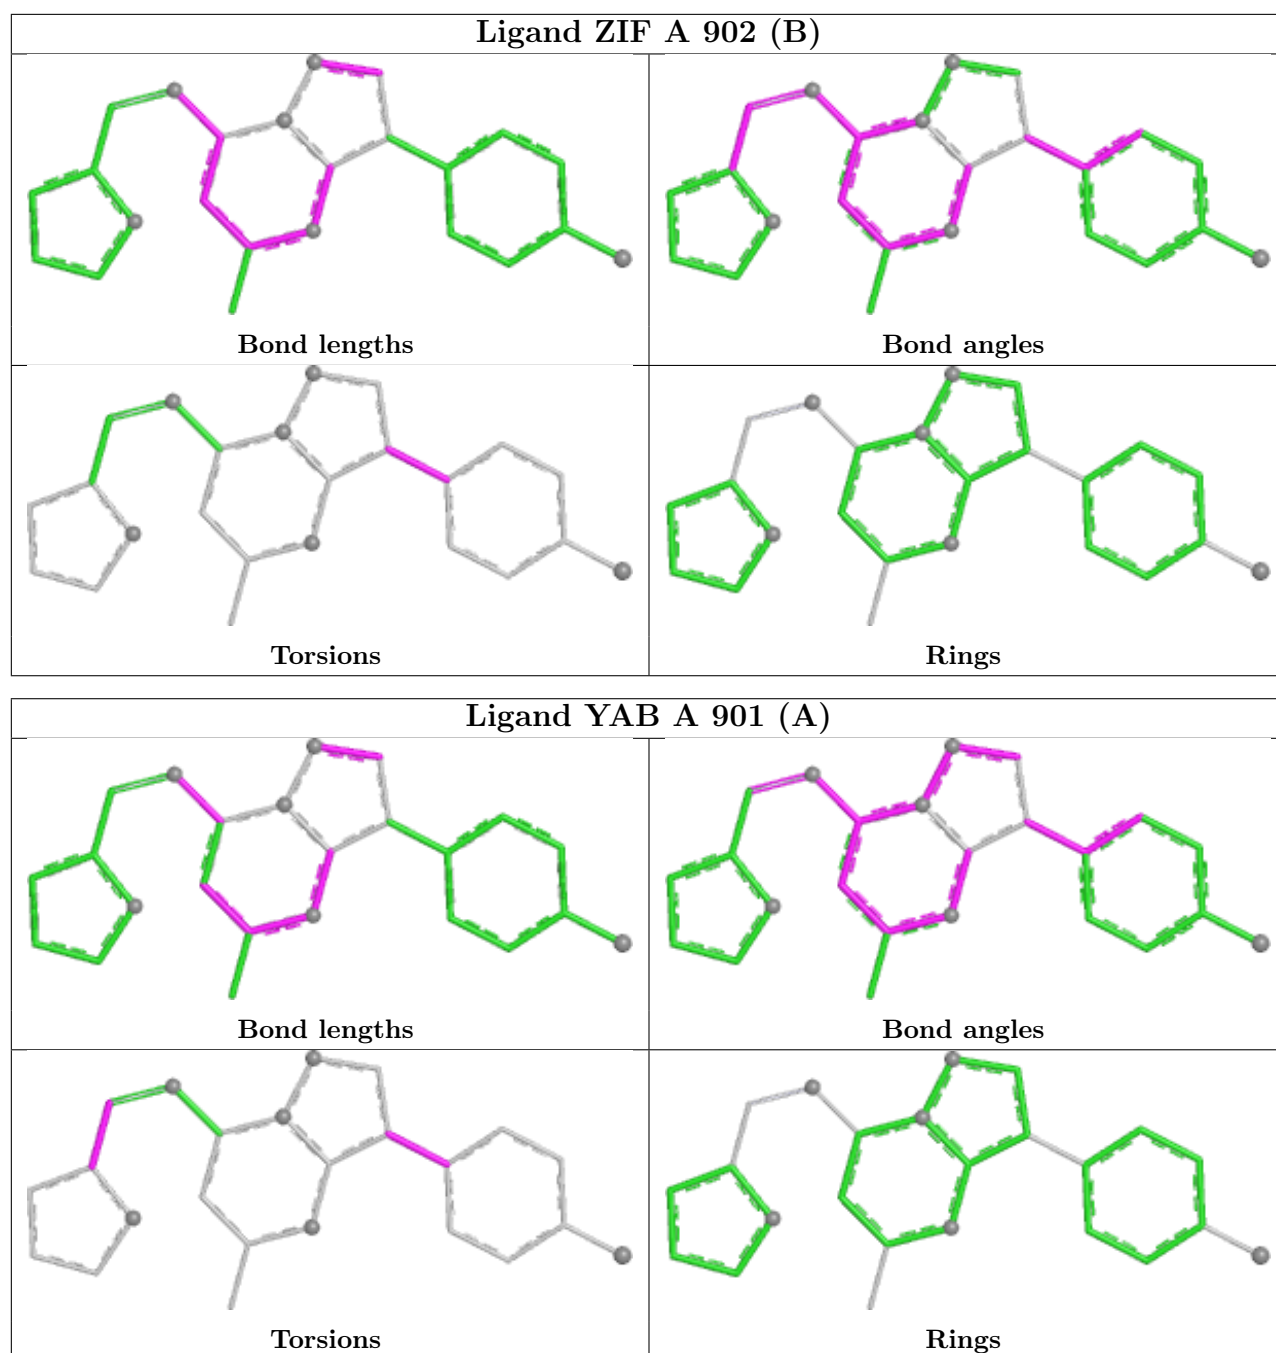 Ligand ZIF A 902 (B)
Bond lengths
Bond angles
Torsions
Rings
Ligand YAB A 901 (A)
Bond lengths
Bond angles
Torsions
Rings